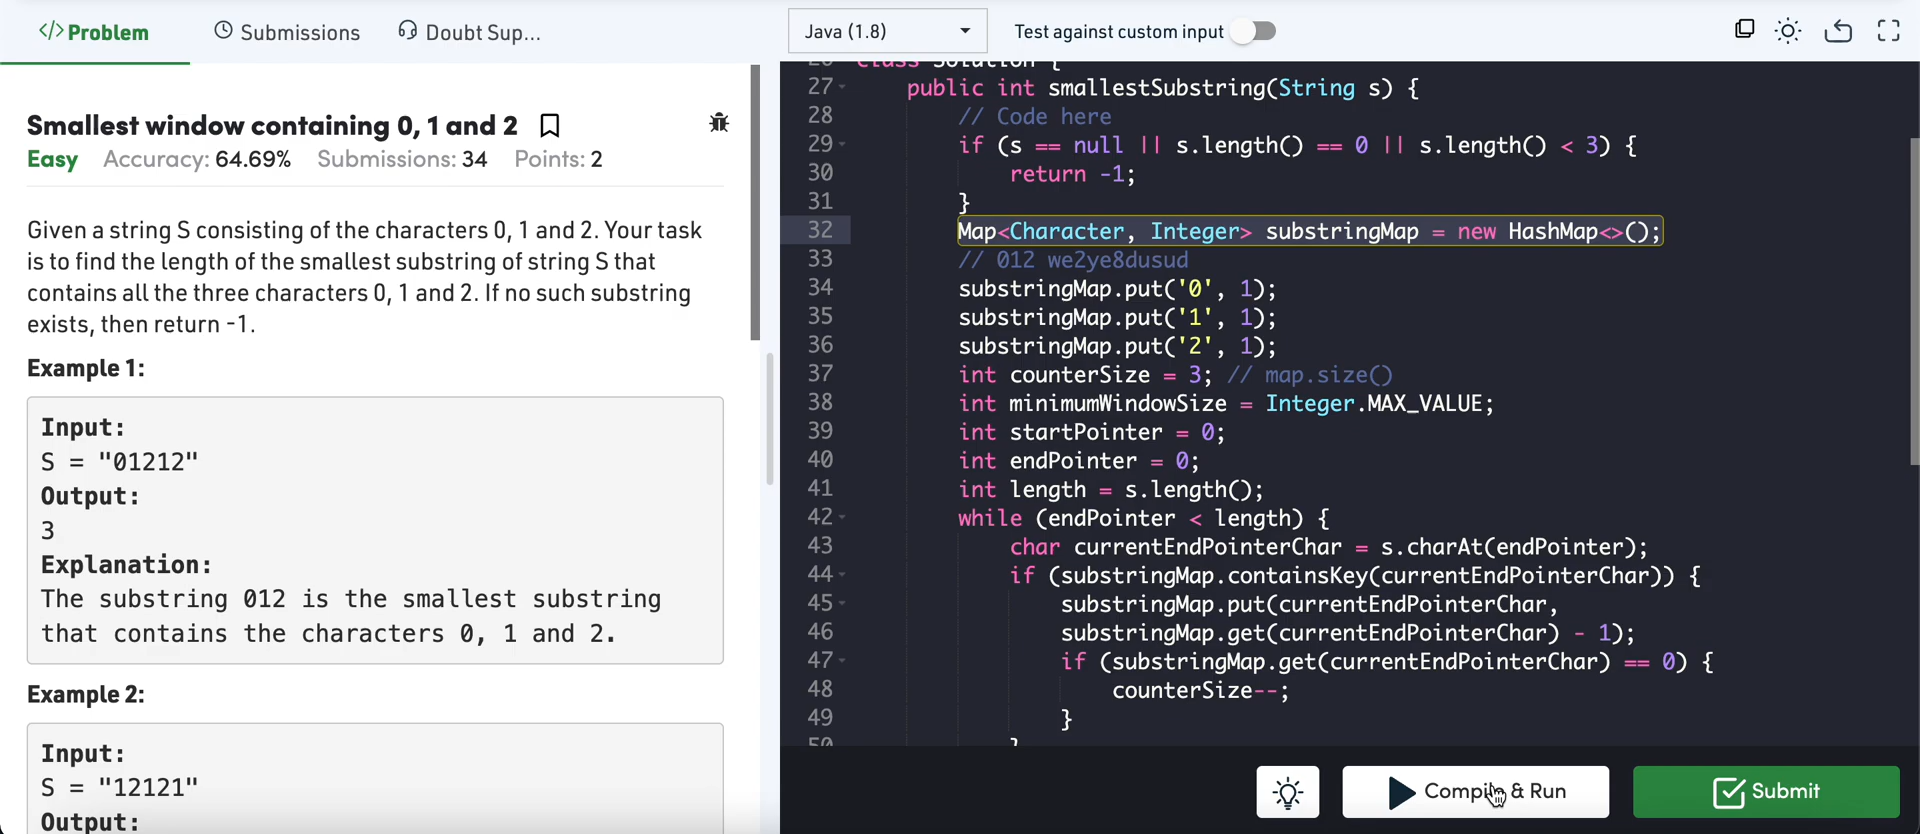 </> Problem
Submissions
Doubt Sup...
Java (1.8)
Test against custom input
Smallest window containing 0, 1 and 2
Easy Accuracy: 64.69% Submissions: 34 Points: 2
Given a string S consisting of the characters 0, 1 and 2. Your task
is to find the length of the smallest substring of string S that
contains all the three characters 0, 1 and 2. If no such substring
exists, then return -1.
Example 1:
Input:
S = "01212"
Output:
3
Explanation:
The substring 012 is the smallest substring
that contains the characters 0, 1 and 2.
Example 2:
Input:
S = "12121"
Output:
26 class Solution {
27 public int smallestSubstring(String s) {
28 // Code here
29 if (s == null || s.length() == 0 || s.length() < 3) {
30 return -1;
31 }
32 Map<Character, Integer> substringMap = new HashMap<>();
33 // 012 we2ye8dusud
34 substringMap.put('0', 1);
35 substringMap.put('1', 1);
36 substringMap.put('2', 1);
37 int counterSize = 3; // map.size()
38 int minimumWindowSize = Integer.MAX_VALUE;
39 int startPointer = 0;
40 int endPointer = 0;
41 int length = s.length();
42 while (endPointer < length) {
43 char currentEndPointerChar = s.charAt(endPointer);
44 if (substringMap.containsKey(currentEndPointerChar)) {
45 substringMap.put(currentEndPointerChar,
46 substringMap.get(currentEndPointerChar) - 1);
47 if (substringMap.get(currentEndPointerChar) == 0) {
48 counterSize--;
49 }
50 }
Compile & Run
Submit